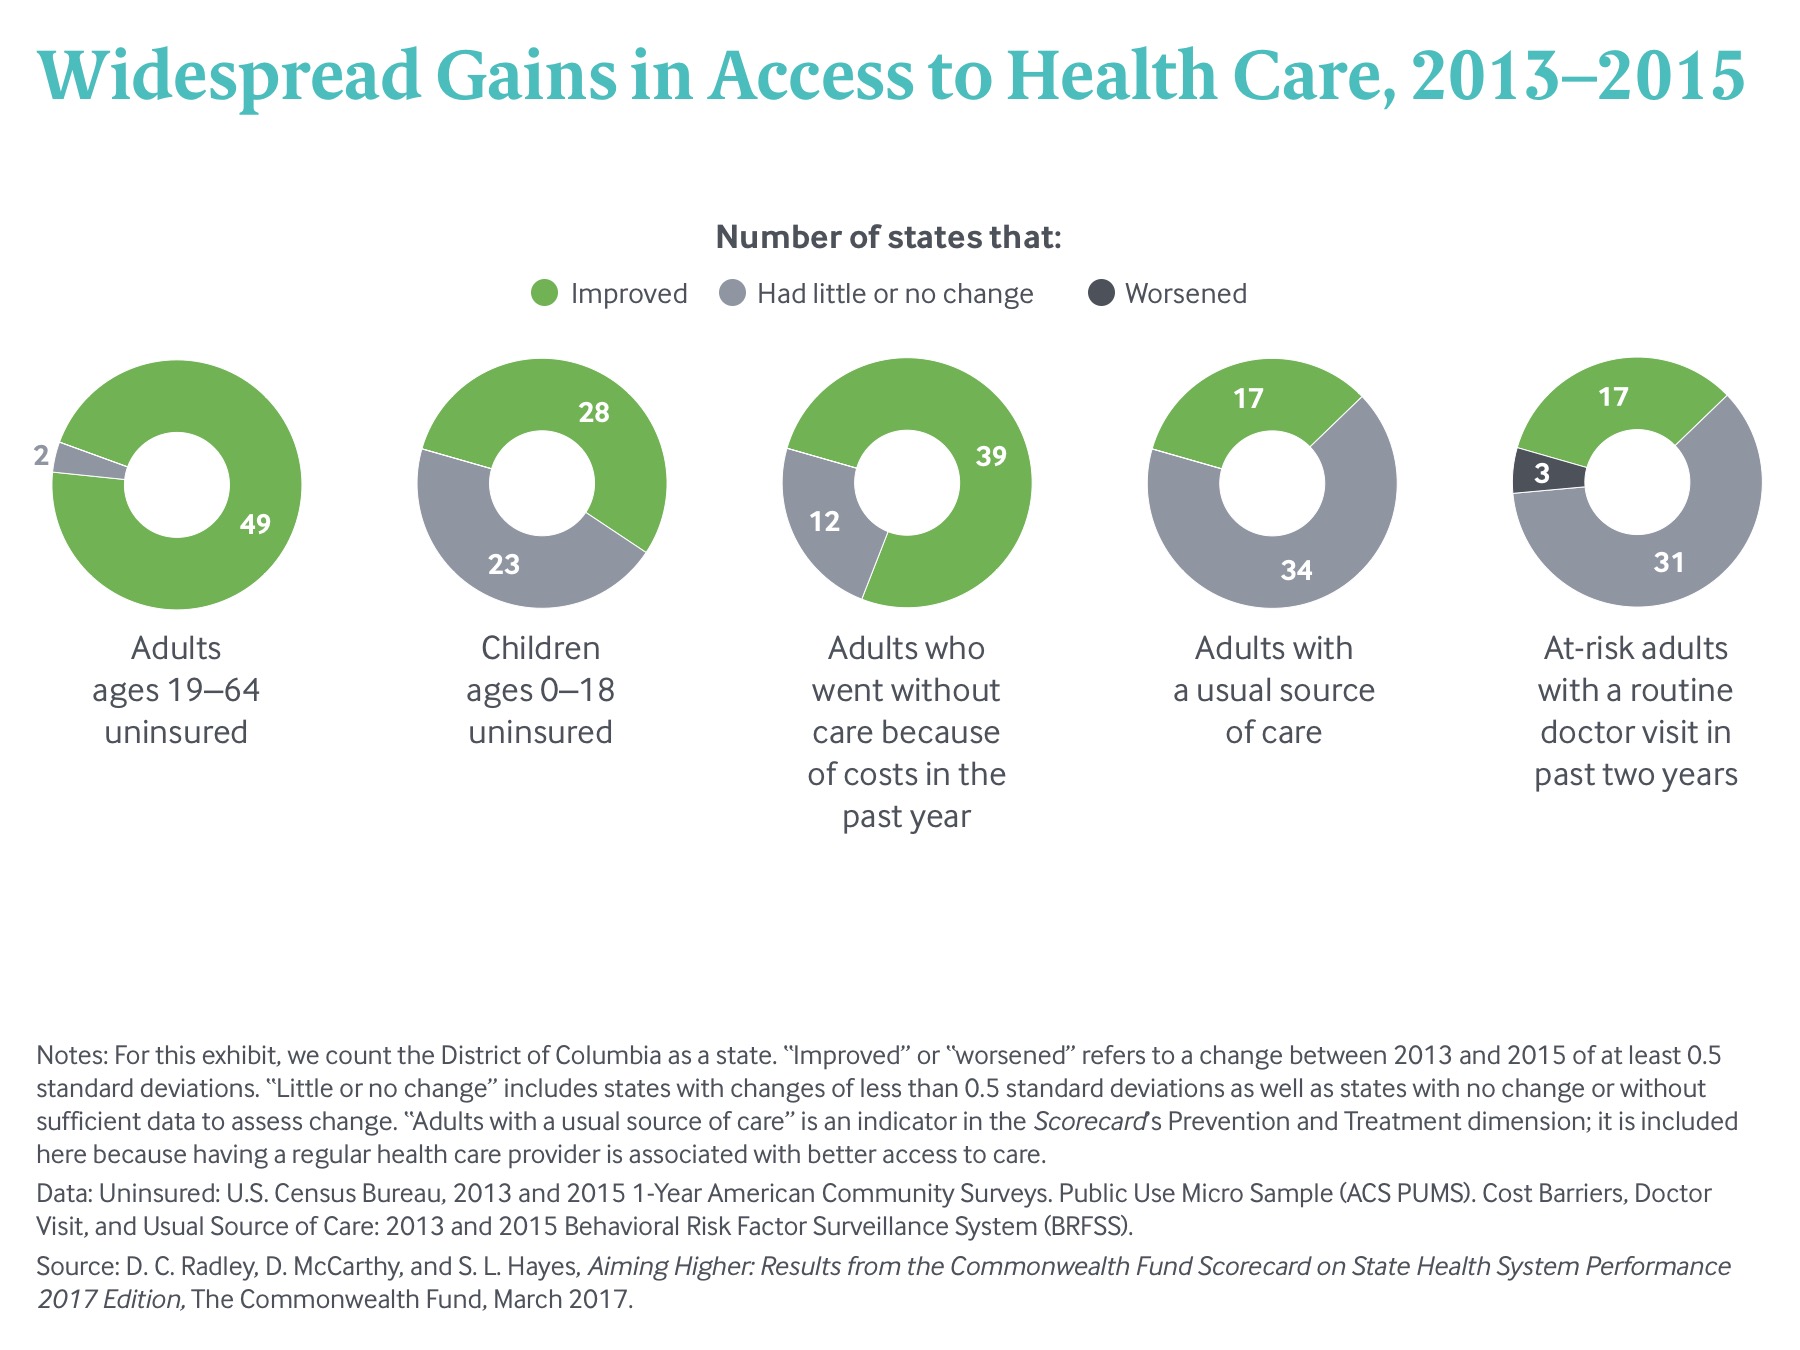 Widespread Gains in Access to Health Care, 2013–2015
Number of states that:
Improved
Had little or no change
Worsened
2
49
Adults
ages 19–64
uninsured
28
23
Children
ages 0–18
uninsured
39
12
Adults who
went without
care because
of costs in the
past year
17
34
Adults with
a usual source
of care
17
3
31
At-risk adults
with a routine
doctor visit in
past two years
Notes: For this exhibit, we count the District of Columbia as a state. “Improved” or “worsened” refers to a change between 2013 and 2015 of at least 0.5
standard deviations. “Little or no change” includes states with changes of less than 0.5 standard deviations as well as states with no change or without
sufficient data to assess change. “Adults with a usual source of care” is an indicator in the Scorecard’s Prevention and Treatment dimension; it is included
here because having a regular health care provider is associated with better access to care.
Data: Uninsured: U.S. Census Bureau, 2013 and 2015 1-Year American Community Surveys. Public Use Micro Sample (ACS PUMS). Cost Barriers, Doctor
Visit, and Usual Source of Care: 2013 and 2015 Behavioral Risk Factor Surveillance System (BRFSS).
Source: D. C. Radley, D. McCarthy, and S. L. Hayes, Aiming Higher: Results from the Commonwealth Fund Scorecard on State Health System Performance
2017 Edition, The Commonwealth Fund, March 2017.